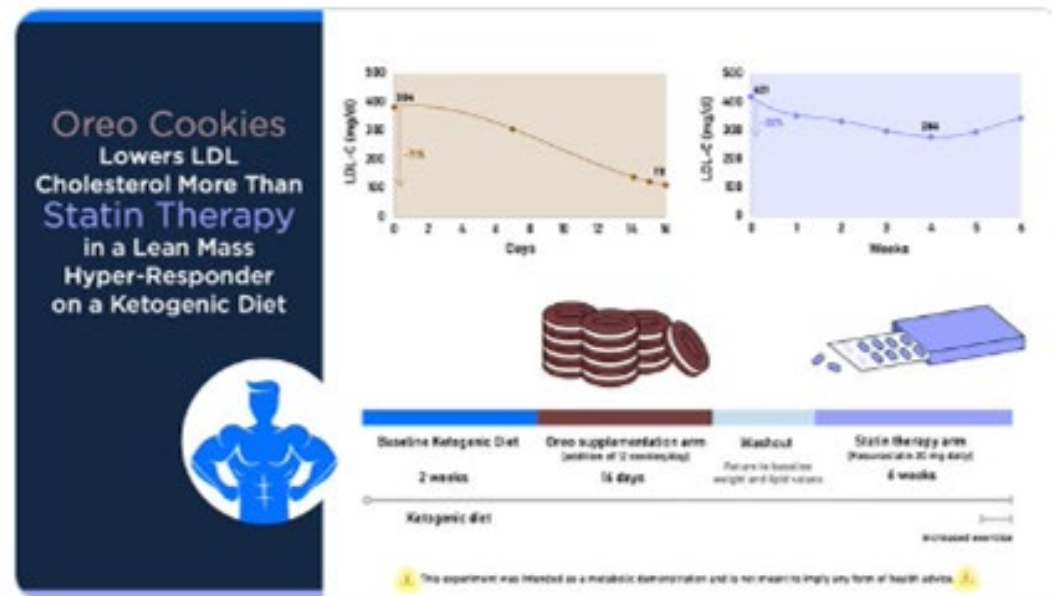 Oreo Cookies
Lowers LDL
Cholesterol More Than
Statin Therapy
in a Lean Mass
Hyper-Responder
on a Ketogenic Diet
LDL-C (mg/dl)
500
400
300
200
100
0
384
-71%
111
0 2 4 6 8 10 12 14 16
Days
LDL-C (mg/dl)
500
400
300
200
100
0
421
284
0 1 2 3 4 5 6
Weeks
Baseline Ketogenic Diet
2 weeks
Oreo supplementation arm
(addition of 12 cookies/day)
16 days
Washout
Return to baseline
weight and lipid values
Statin therapy arm
(Rosuvastatin 20 mg daily)
6 weeks
Ketogenic diet
Increased exercise
This experiment was intended as a metabolic demonstration and is not meant to imply any form of health advice.